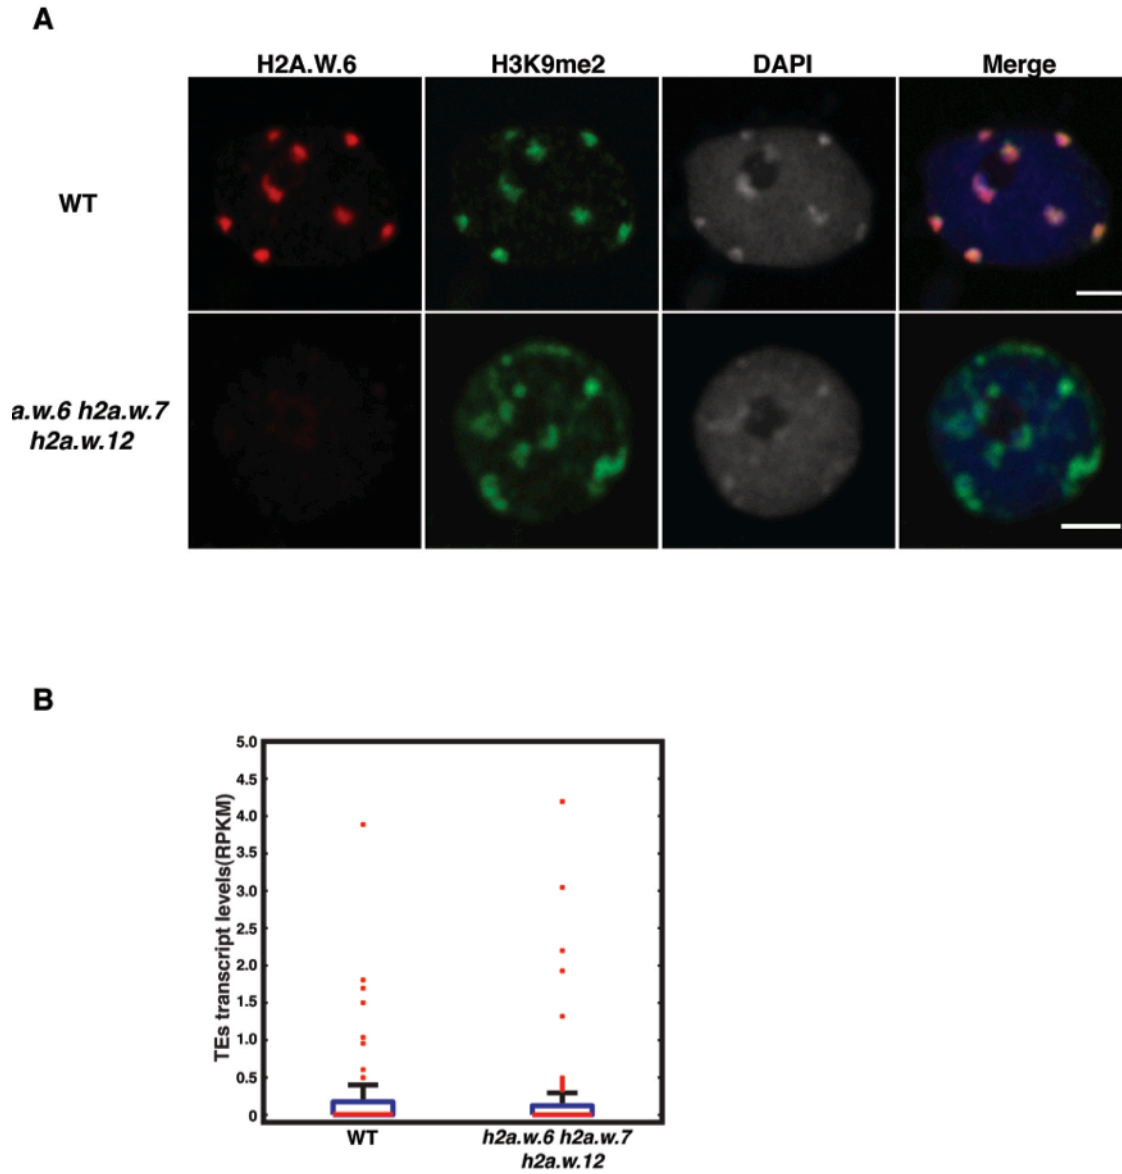 A
H2A.W.6 H3K9me2 DAPI Merge
WT
a.w.6 h2a.w.7
h2a.w.12
B
TEs transcript levels(RPKM)
5.0
4.5
4.0
3.5
3.0
2.5
2.0
1.5
1.0
0.5
0
WT h2a.w.6 h2a.w.7
h2a.w.12